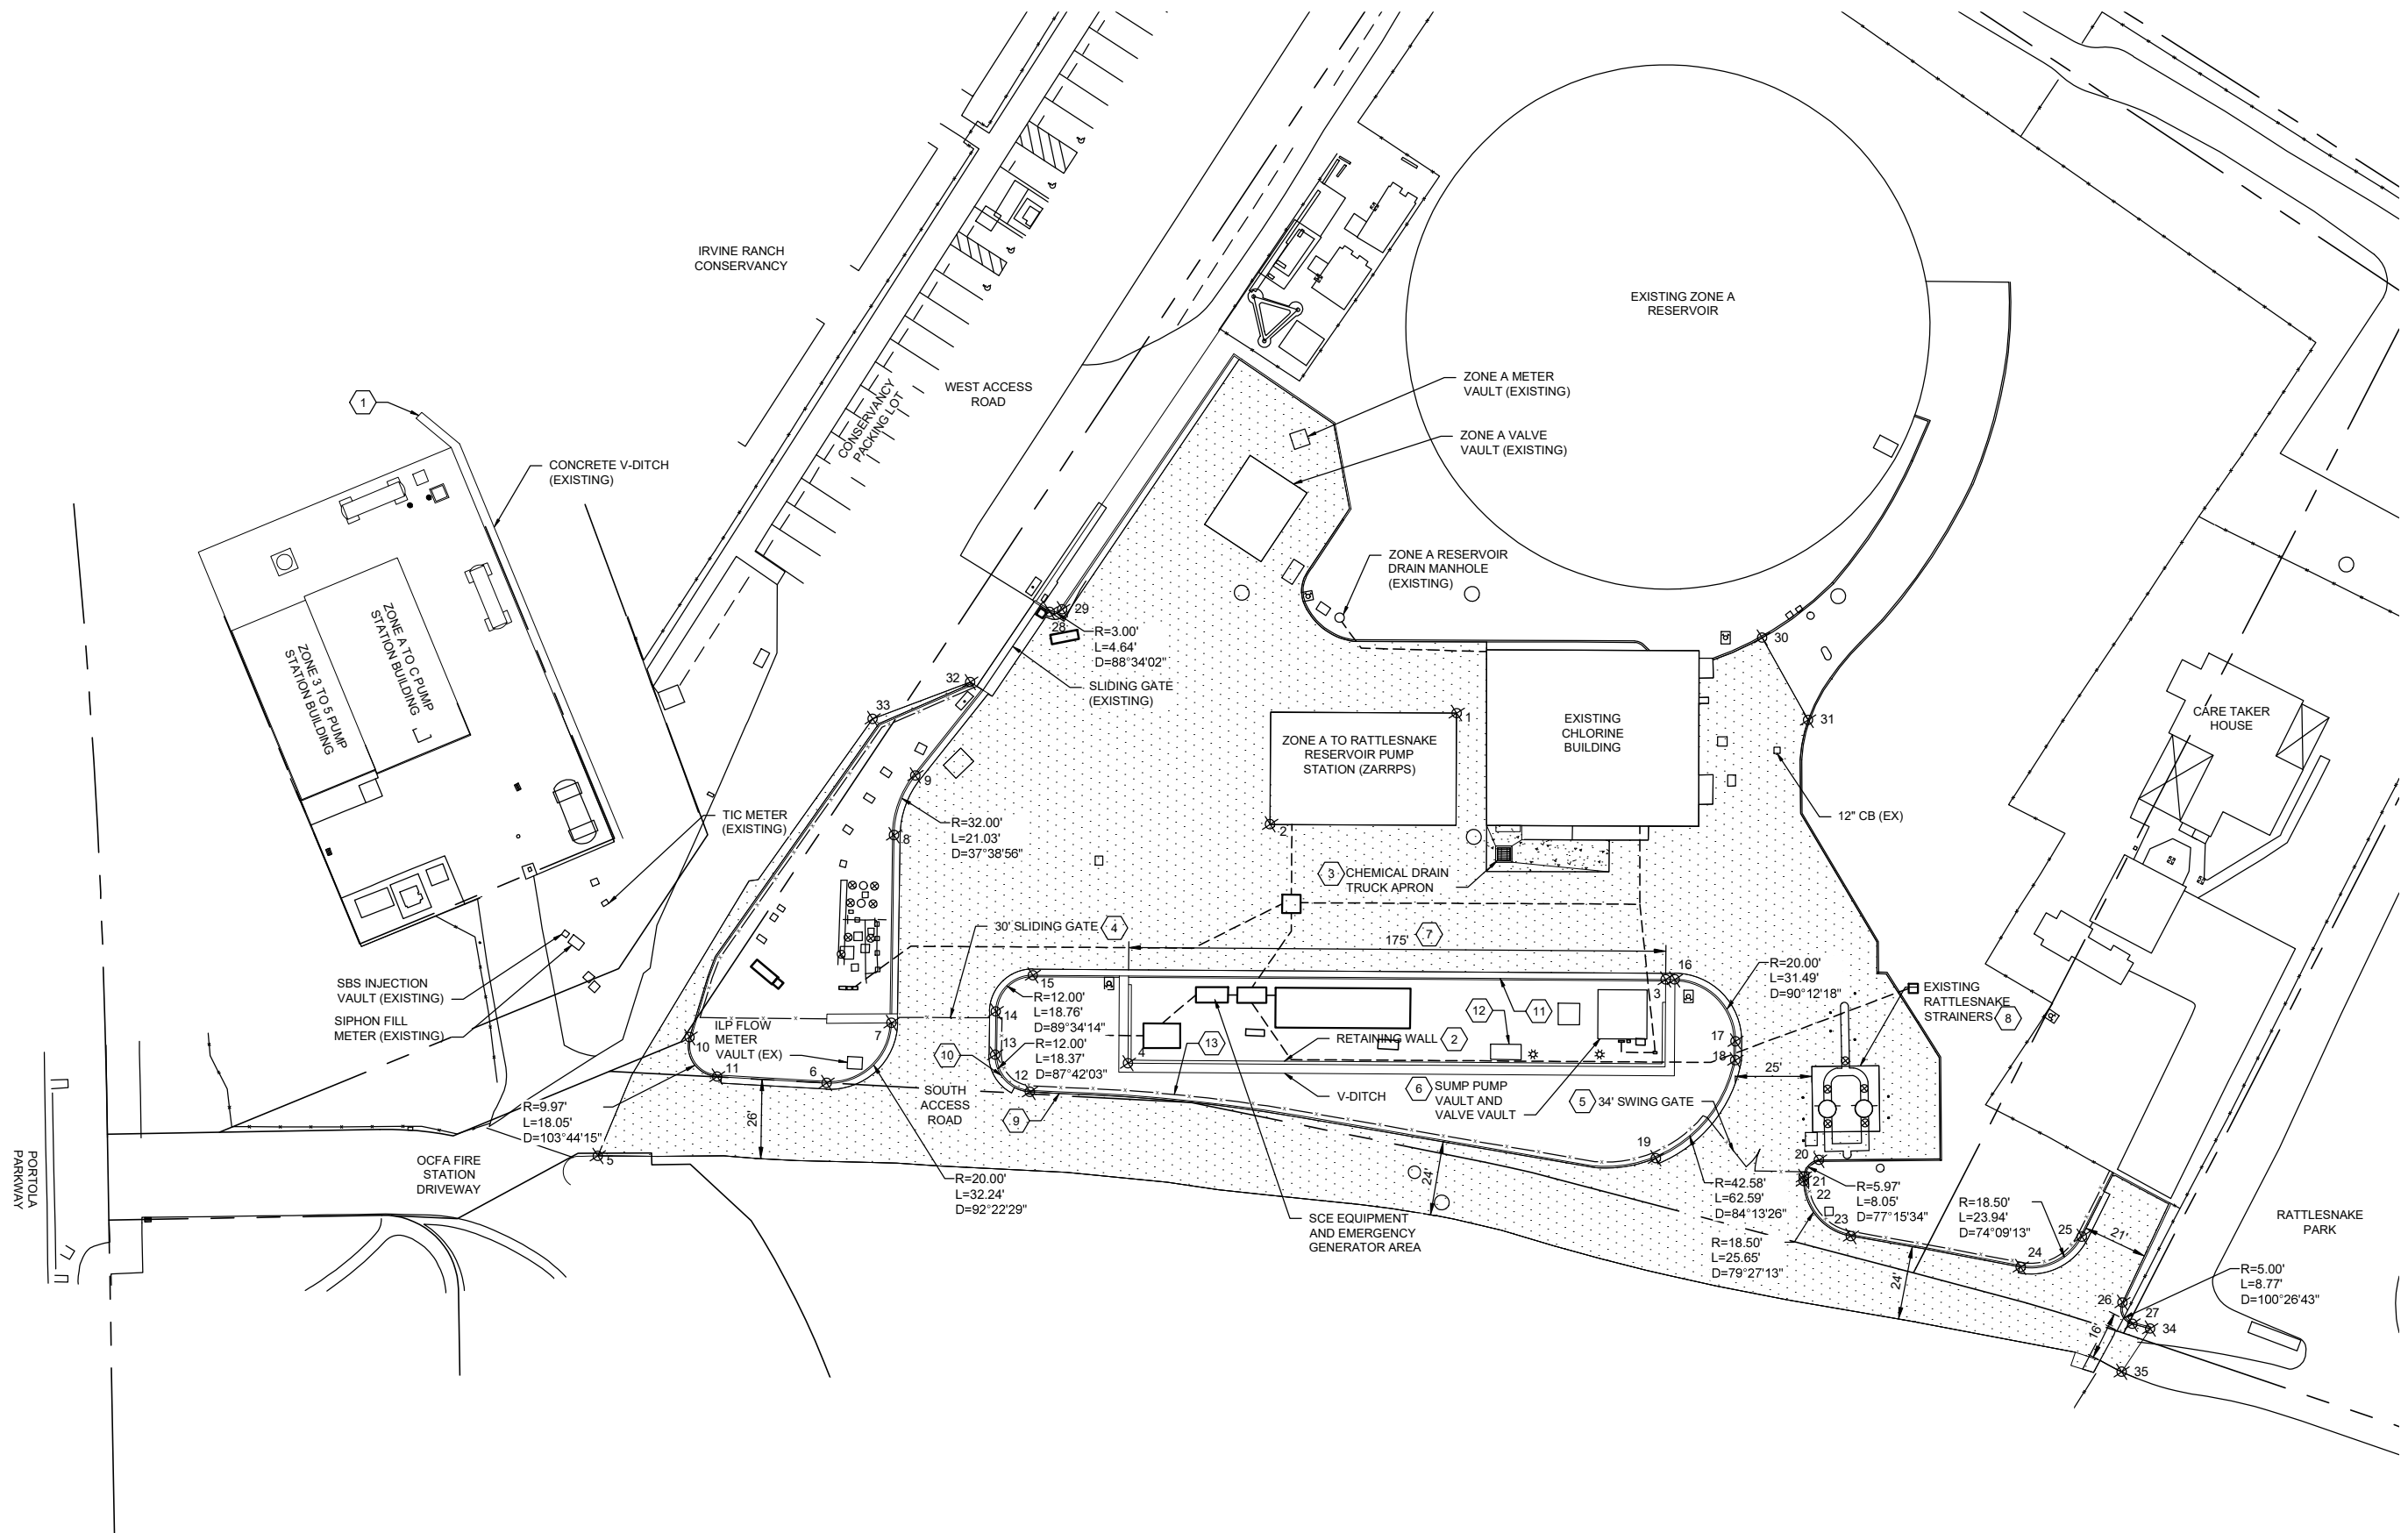 IRVINE RANCH
CONSERVANCY
EXISTING ZONE A
RESERVOIR
WEST ACCESS
ROAD
CONSERVANCY
PACKING LOT
ZONE A METER
VAULT (EXISTING)
ZONE A VALVE
VAULT (EXISTING)
1
CONCRETE V-DITCH
(EXISTING)
ZONE A RESERVOIR
DRAIN MANHOLE
(EXISTING)
ZONE A TO C PUMP
STATION BUILDING
ZONE 3 TO 5 PUMP
STATION BUILDING
29
28
R=3.00'
L=4.64'
D=88°34'02"
SLIDING GATE
(EXISTING)
30
31
32
33
1
ZONE A TO RATTLESNAKE
RESERVOIR PUMP
STATION (ZARRPS)
EXISTING
CHLORINE
BUILDING
CARE TAKER
HOUSE
9
8
R=32.00'
L=21.03'
D=37°38'56"
2
12" CB (EX)
TIC METER
(EXISTING)
3
CHEMICAL DRAIN
TRUCK APRON
30' SLIDING GATE
4
175'
7
SBS INJECTION
VAULT (EXISTING)
SIPHON FILL
METER (EXISTING)
15
R=12.00'
L=18.76'
D=89°34'14"
14
13
R=12.00'
L=18.37'
D=87°42'03"
10
12
3
16
R=20.00'
L=31.49'
D=90°12'18"
EXISTING
RATTLESNAKE
STRAINERS
8
17
18
25'
ILP FLOW
METER
VAULT (EX)
7
10
11
6
4
13
RETAINING WALL
2
12
11
9
SOUTH
ACCESS
ROAD
V-DITCH
6
SUMP PUMP
VAULT AND
VALVE VAULT
5
34' SWING GATE
R=9.97'
L=18.05'
D=103°44'15"
26'
5
OCFA FIRE
STATION
DRIVEWAY
PORTOLA
PARKWAY
R=20.00'
L=32.24'
D=92°22'29"
24'
19
SCE EQUIPMENT
AND EMERGENCY
GENERATOR AREA
R=42.58'
L=62.59'
D=84°13'26"
20
21
22
23
R=5.97'
L=8.05'
D=77°15'34"
R=18.50'
L=25.65'
D=79°27'13"
R=18.50'
L=23.94'
D=74°09'13"
24
25
21'
24'
RATTLESNAKE
PARK
R=5.00'
L=8.77'
D=100°26'43"
26
27
34
16'
35